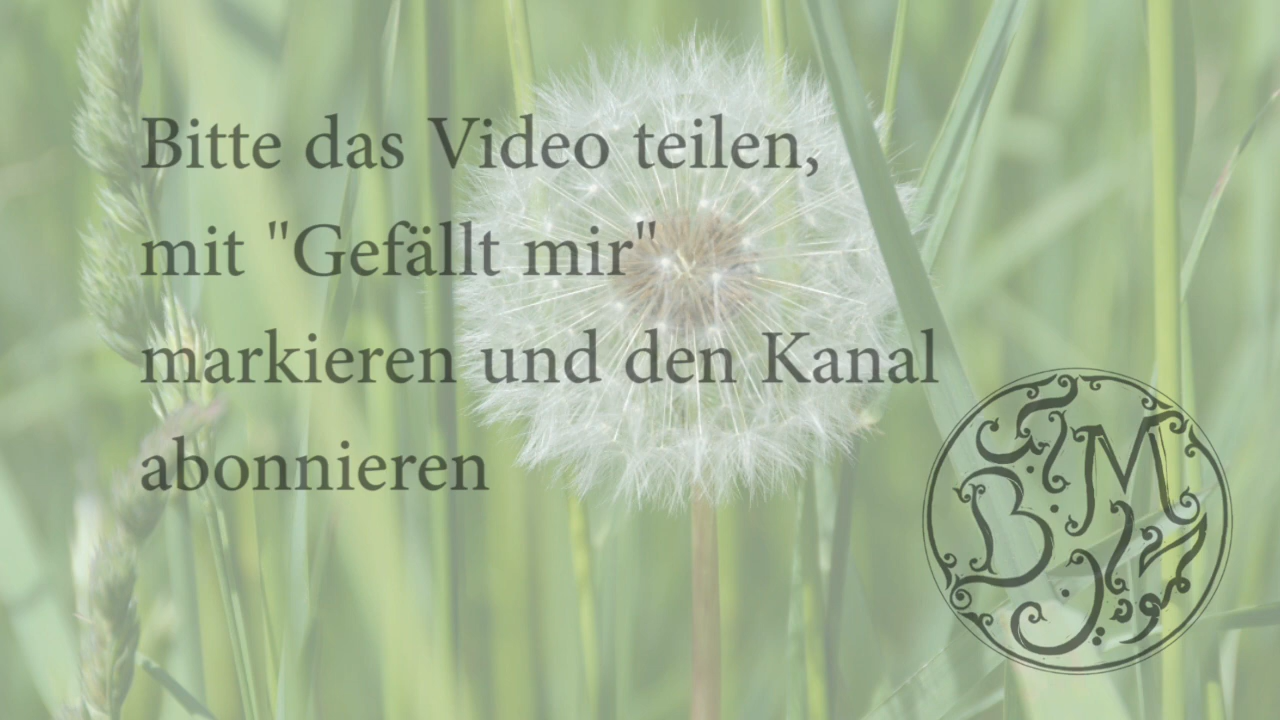 Bitte das Video teilen,
mit "Gefällt mir"
markieren und den Kanal
abonnieren
B M